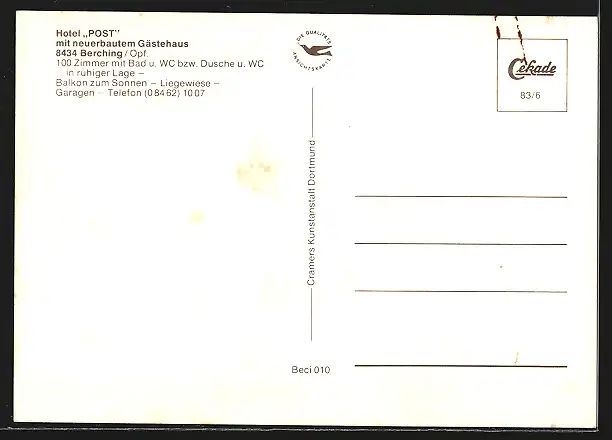 Hotel „POST"
mit neuerbautem Gästehaus
8434 Berching/Opf.
100 Zimmer mit Bad u. WC bzw. Dusche u. WC
in ruhiger Lage –
Balkon zum Sonnen – Liegewiese –
Garagen – Telefon (08462) 1007
DIE QUALITÄTS
ANSICHTSKARTE
Cekade
83/6
Cramers Kunstanstalt Dortmund
Beci 010